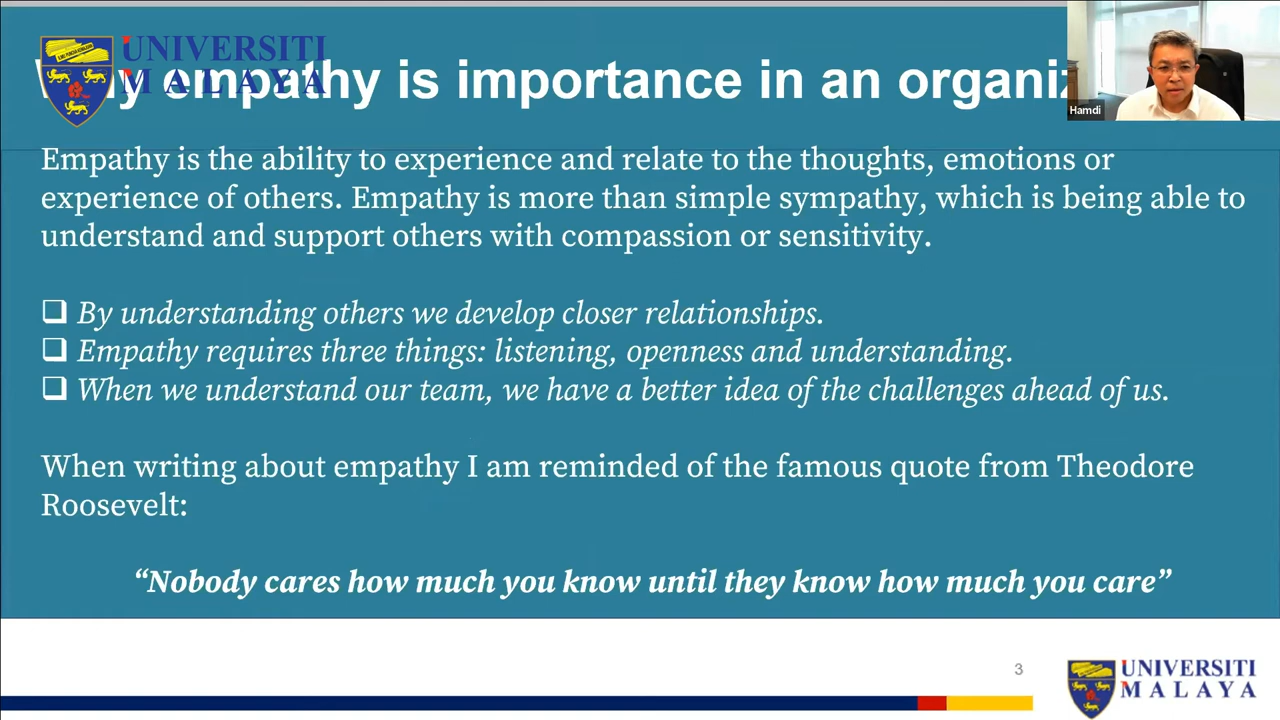 UNIVERSITI
MALAYA
empathy is importance in an
Hamdi
Empathy is the ability to experience and relate to the thoughts, emotions or
experience of others. Empathy is more than simple sympathy, which is being able to
understand and support others with compassion or sensitivity.
❑ By understanding others we develop closer relationships.
❑ Empathy requires three things: listening, openness and understanding.
❑ When we understand our team, we have a better idea of the challenges ahead of us.
When writing about empathy I am reminded of the famous quote from Theodore
Roosevelt:
“Nobody cares how much you know until they know how much you care”
3
UNIVERSITI
MALAYA